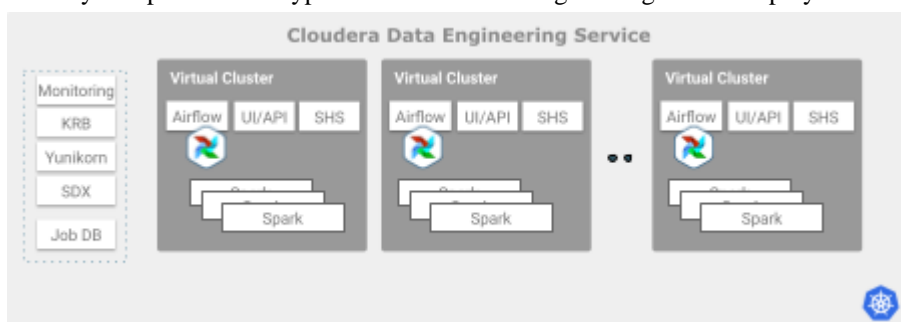 Cloudera Data Engineering Service
Monitoring
KRB
Yunikorn
SDX
Job DB
Virtual Cluster
Airflow UI/API SHS
Spark
Virtual Cluster
Airflow UI/API SHS
Spark
Virtual Cluster
Airflow UI/API SHS
Spark